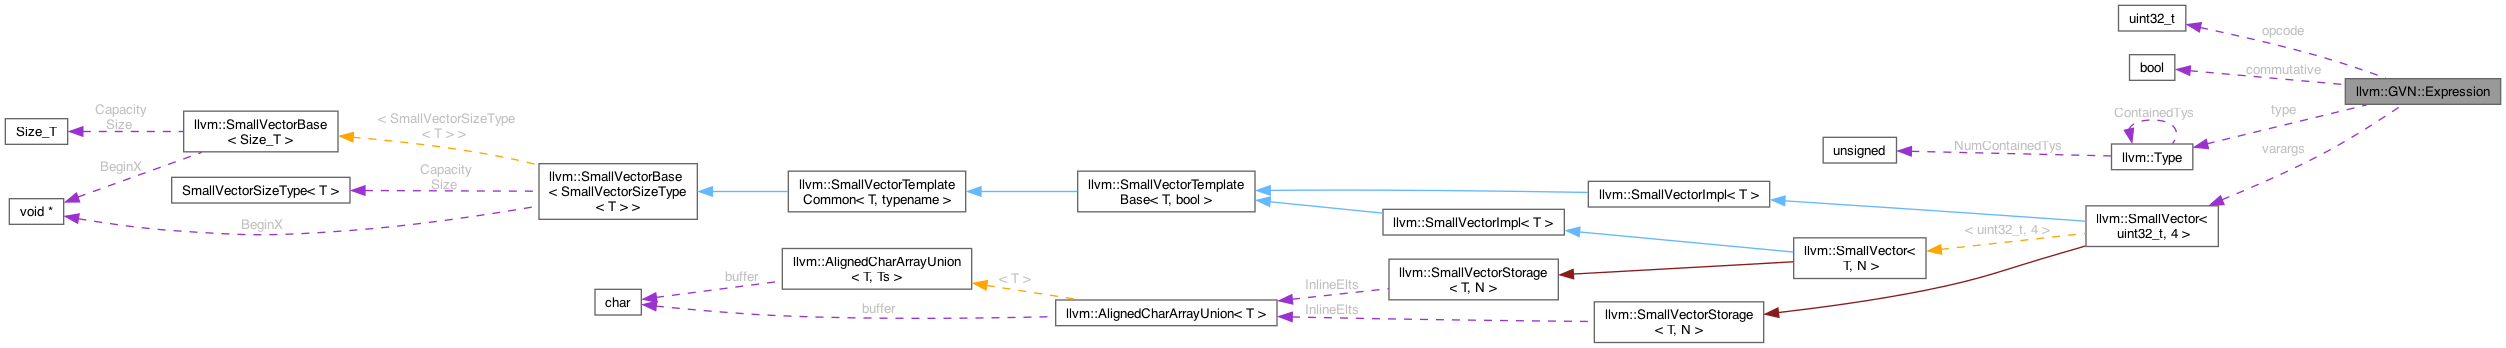 uint32_t
opcode
bool
commutative
llvm::GVN::Expression
ContainedTys
type
unsigned
NumContainedTys
llvm::Type
varargs
Size_T
Capacity
Size
llvm::SmallVectorBase
< Size_T >
< SmallVectorSizeType
< T > >
BeginX
SmallVectorSizeType< T >
Capacity
Size
void *
BeginX
llvm::SmallVectorBase
< SmallVectorSizeType
< T > >
llvm::SmallVectorTemplate
Common< T, typename >
llvm::SmallVectorTemplate
Base< T, bool >
llvm::SmallVectorImpl< T >
llvm::SmallVectorImpl< T >
llvm::SmallVector<
uint32_t, 4 >
< uint32_t, 4 >
llvm::SmallVector<
T, N >
llvm::AlignedCharArrayUnion
< T, Ts >
buffer
< T >
char
buffer
llvm::AlignedCharArrayUnion< T >
InlineElts
InlineElts
llvm::SmallVectorStorage
< T, N >
llvm::SmallVectorStorage
< T, N >